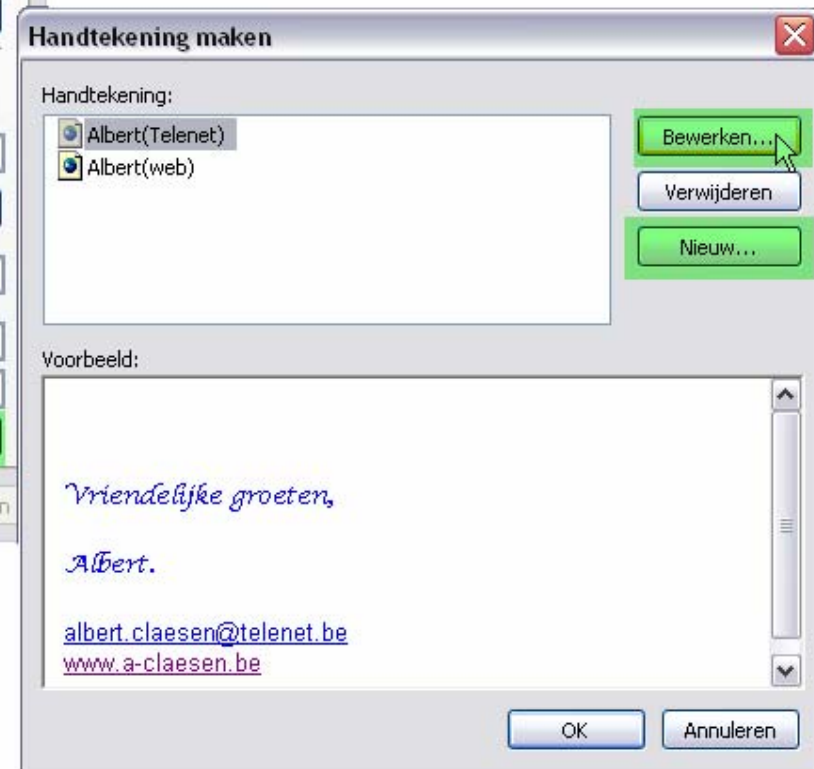 Handtekening maken
Handtekening:
Albert(Telenet)
Albert(web)
Bewerken...
Verwijderen
Nieuw...
Voorbeeld:
Vriendelijke groeten,
Albert.
albert.claesen@telenet.be
www.a-claesen.be
OK
Annuleren
n